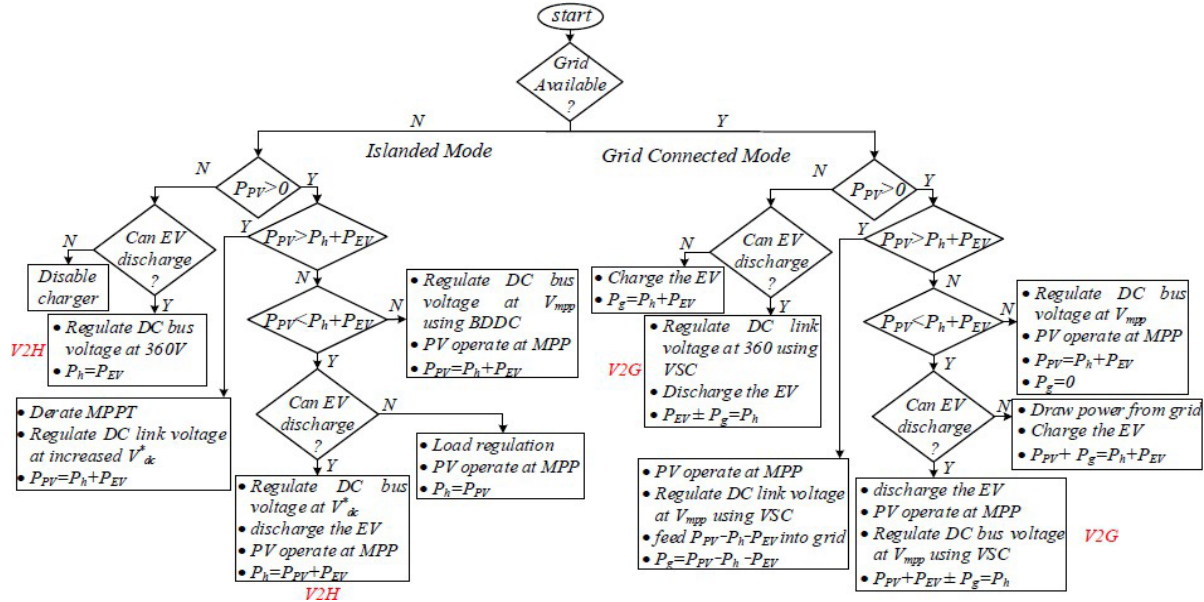 start
Grid
Available
?
N
Y
Islanded Mode
Grid Connected Mode
N
P_PV>0
Y
N
Can EV
discharge
?
Y
Disable
charger
V2H
• Regulate DC bus
voltage at 360V
• P_h=P_EV
Y
P_PV>P_h+P_EV
N
P_PV<P_h+P_EV
N
Y
• Regulate DC bus
voltage at V_mpp
using BDDC
• PV operate at MPP
• P_PV=P_h+P_EV
• Derate MPPT
• Regulate DC link voltage
at increased V*_dc
• P_PV=P_h+P_EV
Can EV
discharge
?
N
Y
• Load regulation
• PV operate at MPP
• P_h=P_PV
• Regulate DC bus
voltage at V*_dc
• discharge the EV
• PV operate at MPP
• P_h=P_PV+P_EV
V2H
N
P_PV>0
Y
N
Can EV
discharge
?
Y
• Charge the EV
• P_g=P_h+P_EV
V2G
• Regulate DC link
voltage at 360 using
VSC
• Discharge the EV
• P_EV ± P_g=P_h
Y
P_PV>P_h+P_EV
N
P_PV<P_h+P_EV
N
Y
• Regulate DC bus
voltage at V_mpp
• PV operate at MPP
• P_PV=P_h+P_EV
• P_g=0
Can EV
discharge
?
N
Y
• Draw power from grid
• Charge the EV
• P_PV+ P_g=P_h+P_EV
• PV operate at MPP
• Regulate DC link voltage
at V_mpp using VSC
• feed P_PV-P_h-P_EV into grid
• P_g=P_PV-P_h-P_EV
• discharge the EV
• PV operate at MPP
• Regulate DC bus voltage
at V_mpp using VSC
• P_PV+P_EV ± P_g=P_h
V2G